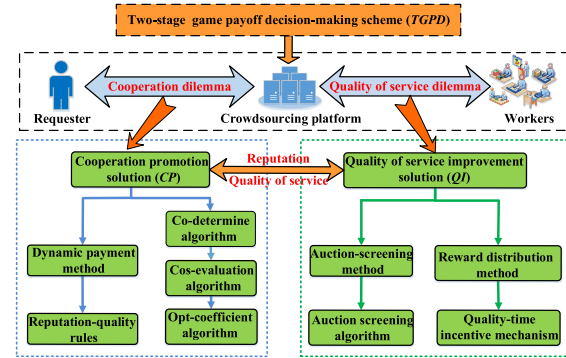 Two-stage game payoff decision-making scheme (TGPD)
Cooperation dilemma
Quality of service dilemma
Requester
Crowdsourcing platform
Workers
Cooperation promotion
solution (CP)
Reputation
Quality of service
Quality of service improvement
solution (QI)
Co-determine
algorithm
Dynamic payment
method
Cos-evaluation
algorithm
Auction-screening
method
Reward distribution
method
Reputation-quality
rules
Opt-coefficient
algorithm
Auction screening
algorithm
Quality-time
incentive mechanism